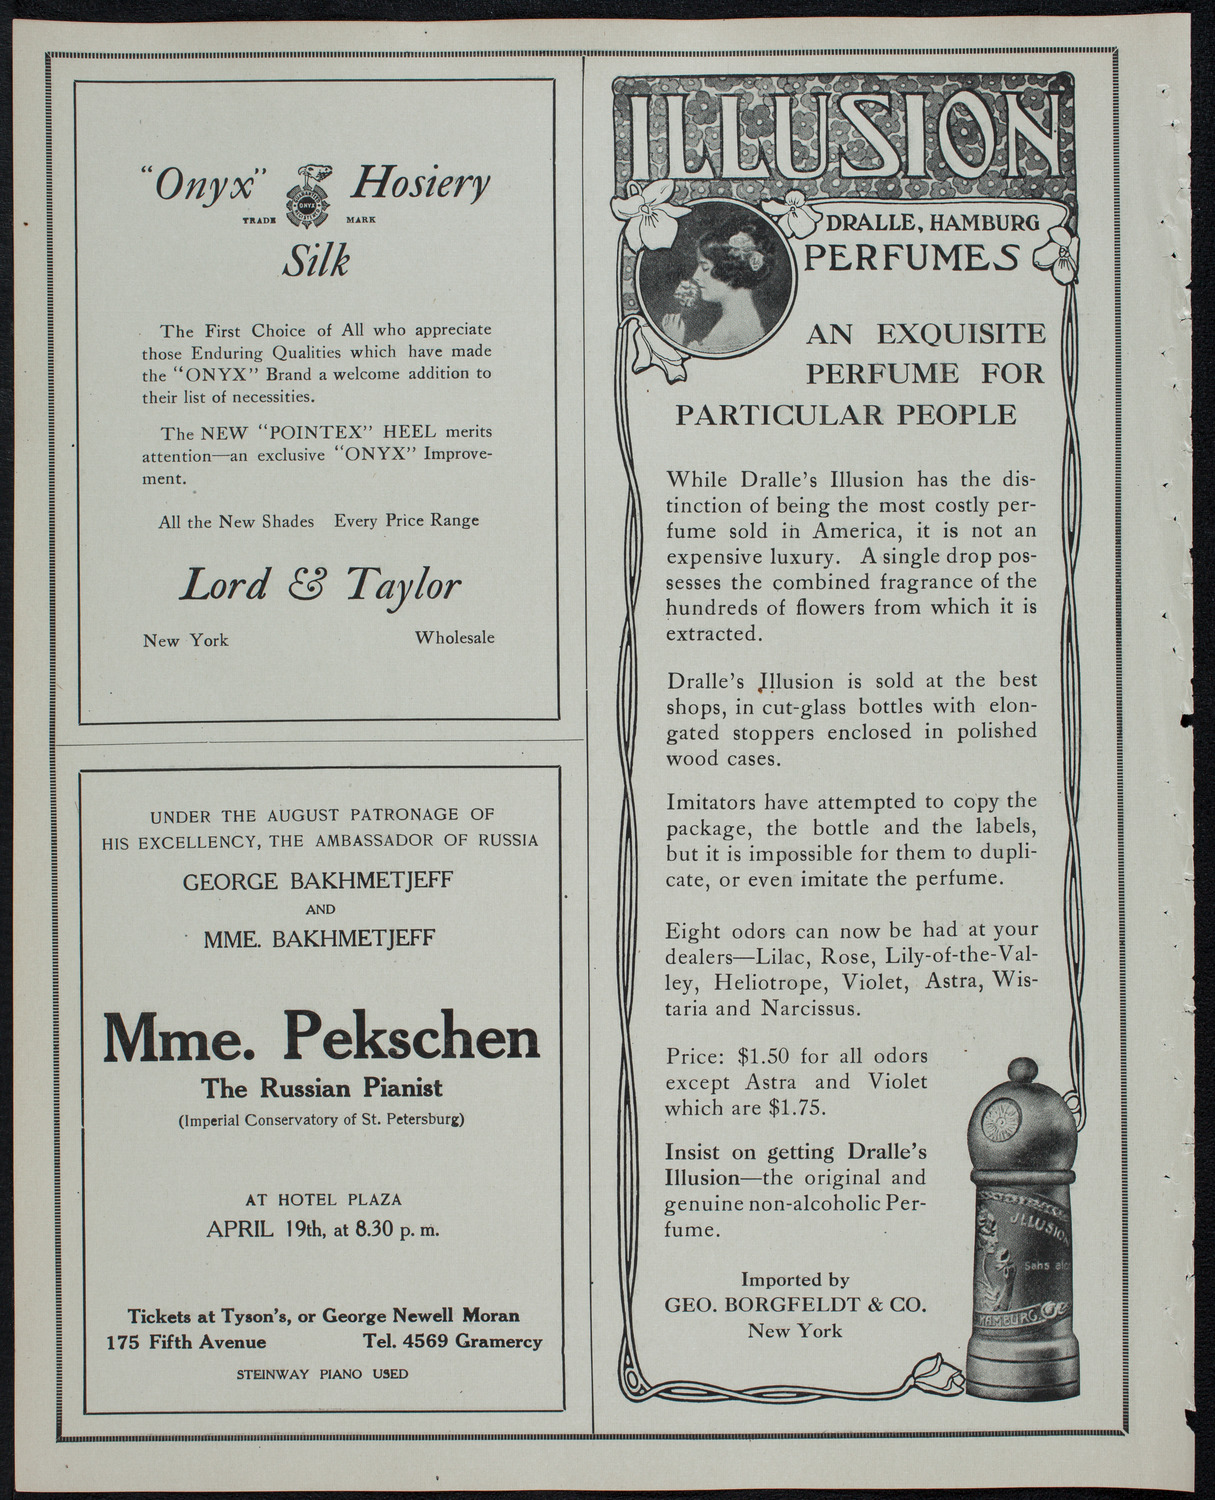 "Onyx" Hosiery
ONYX
TRADE MARK
Silk
The First Choice of All who appreciate
those Enduring Qualities which have made
the "ONYX" Brand a welcome addition to
their list of necessities.
The NEW "POINTEX" HEEL merits
attention—an exclusive "ONYX" Improve-
ment.
All the New Shades Every Price Range
Lord & Taylor
New York Wholesale
UNDER THE AUGUST PATRONAGE OF
HIS EXCELLENCY, THE AMBASSADOR OF RUSSIA
GEORGE BAKHMETJEFF
AND
MME. BAKHMETJEFF
Mme. Pekschen
The Russian Pianist
(Imperial Conservatory of St. Petersburg)
AT HOTEL PLAZA
APRIL 19th, at 8.30 p. m.
Tickets at Tyson's, or George Newell Moran
175 Fifth Avenue Tel. 4569 Gramercy
STEINWAY PIANO USED
ILLUSION
DRALLE, HAMBURG
PERFUMES
AN EXQUISITE
PERFUME FOR
PARTICULAR PEOPLE
While Dralle's Illusion has the dis-
tinction of being the most costly per-
fume sold in America, it is not an
expensive luxury. A single drop pos-
sesses the combined fragrance of the
hundreds of flowers from which it is
extracted.
Dralle's Illusion is sold at the best
shops, in cut-glass bottles with elon-
gated stoppers enclosed in polished
wood cases.
Imitators have attempted to copy the
package, the bottle and the labels,
but it is impossible for them to dupli-
cate, or even imitate the perfume.
Eight odors can now be had at your
dealers—Lilac, Rose, Lily-of-the-Val-
ley, Heliotrope, Violet, Astra, Wis-
taria and Narcissus.
Price: $1.50 for all odors
except Astra and Violet
which are $1.75.
Insist on getting Dralle's
Illusion—the original and
genuine non-alcoholic Per-
fume.
Imported by
GEO. BORGFELDT & CO.
New York
ILLUSION
HAMBURG